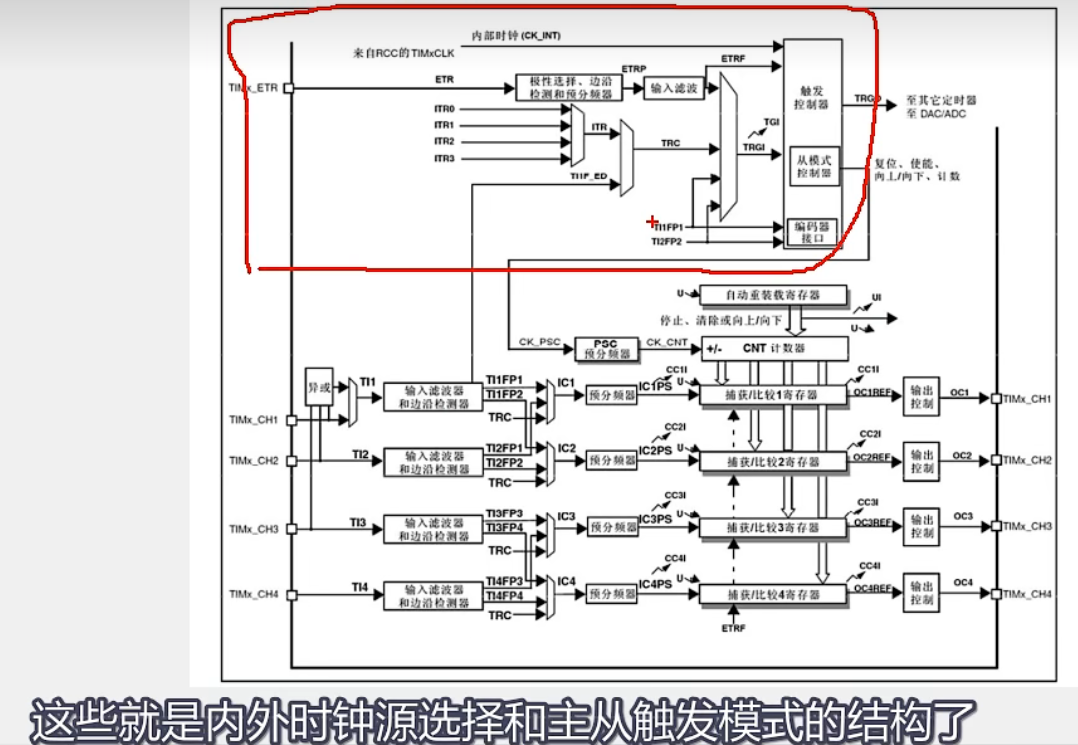 内部时钟 (CK_INT)
来自RCC的TIMxCLK
TIMx_ETR
ETR
极性选择、边沿
检测和预分频器
ETRP
输入滤波
ETRF
触发
控制器
TRGO
至其它定时器
至 DAC/ADC
ITR0
ITR1
ITR2
ITR3
ITR
TI1F_ED
TRC
TGI
TRGI
从模式
控制器
复位、使能、
向上/向下、计数
TI1FP1
TI2FP2
编码器
接口
U
自动重装载寄存器
UI
停止、清除或向上/向下
U
CK_PSC
PSC
预分频器
CK_CNT
+/- CNT 计数器
异或
TI1
TIMx_CH1
输入滤波器
和边沿检测器
TI1FP1
TI1FP2
TRC
IC1
预分频器
IC1PS
CC1I
U
捕获/比较1寄存器
CC1I
OC1REF
输出
控制
OC1
TIMx_CH1
TIMx_CH2
TI2
输入滤波器
和边沿检测器
TI2FP1
TI2FP2
TRC
IC2
预分频器
IC2PS
CC2I
U
捕获/比较2寄存器
CC2I
OC2REF
输出
控制
OC2
TIMx_CH2
TIMx_CH3
TI3
输入滤波器
和边沿检测器
TI3FP3
TI3FP4
TRC
IC3
预分频器
IC3PS
CC3I
U
捕获/比较3寄存器
CC3I
OC3REF
输出
控制
OC3
TIMx_CH3
TIMx_CH4
TI4
输入滤波器
和边沿检测器
TI4FP3
TI4FP4
TRC
IC4
预分频器
IC4PS
CC4I
U
捕获/比较4寄存器
CC4I
OC4REF
输出
控制
OC4
TIMx_CH4
ETRF
这些就是内外时钟源选择和主从触发模式的结构了